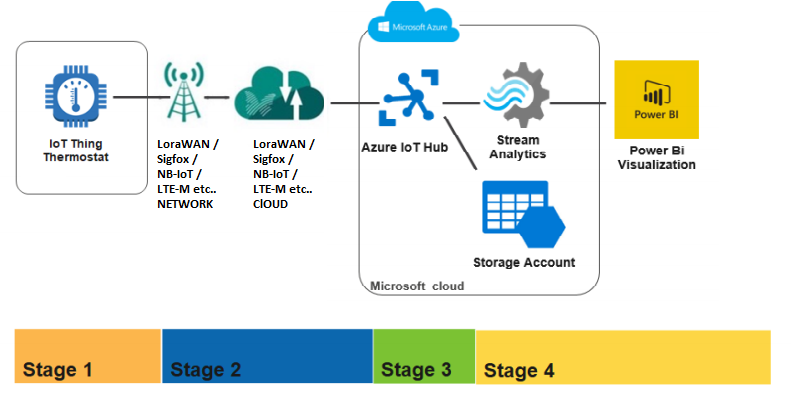 Microsoft Azure
IoT Thing
Thermostat
LoraWAN /
Sigfox /
NB-IoT /
LTE-M etc..
NETWORK
LoraWAN /
Sigfox /
NB-IoT /
LTE-M etc..
ClOUD
Azure IoT Hub
Stream
Analytics
Power BI
Power Bi
Visualization
Storage Account
Microsoft cloud
Stage 1
Stage 2
Stage 3
Stage 4